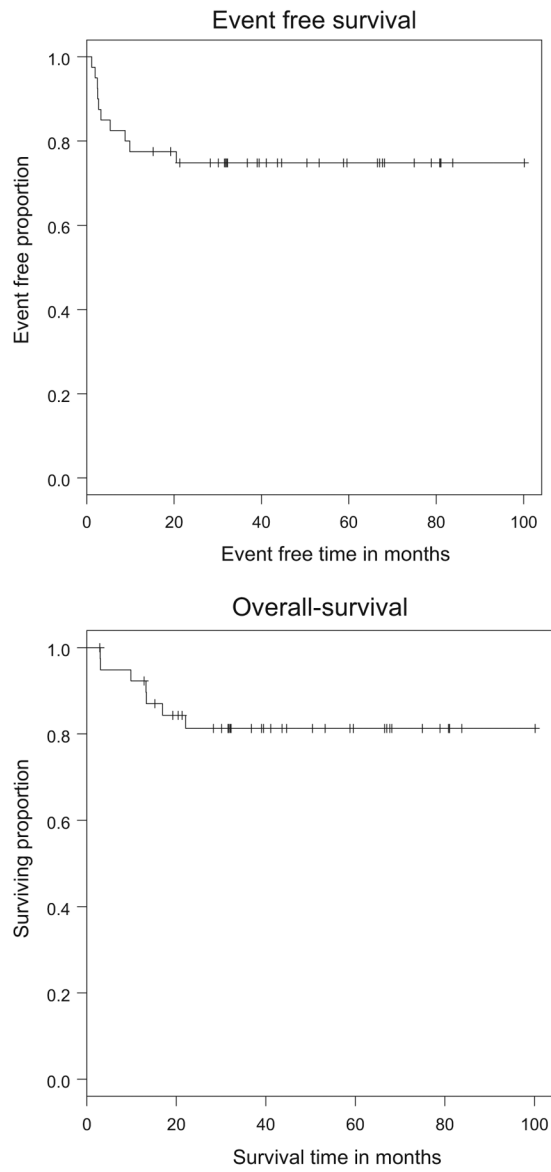 Event free survival
1.0
0.8
0.6
0.4
0.2
0.0
Event free proportion
0 20 40 60 80 100
Event free time in months
Overall-survival
1.0
0.8
0.6
0.4
0.2
0.0
Surviving proportion
0 20 40 60 80 100
Survival time in months